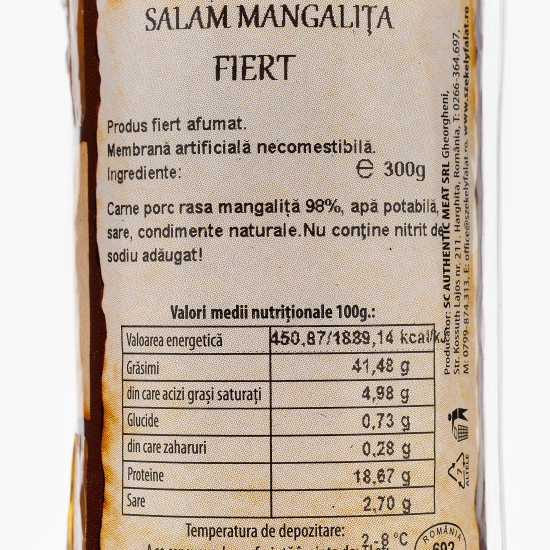 SALAM MANGALIȚA
FIERT
Produs fiert afumat.
Membrană artificială necomestibilă.
Ingrediente:
℮ 300g
Carne porc rasa mangaliță 98%, apă potabilă,
sare, condimente naturale. Nu conține nitrit de
sodiu adăugat!
Valori medii nutriționale 100g.:
Valoarea energetică 450,87/1889,14 kcal/k
Grăsimi 41,48 g
din care acizi grași saturați 4,98 g
Glucide 0,73 g
din care zaharuri 0,28 g
Proteine 18,67 g
Sare 2,70 g
Temperatura de depozitare: 2-8 °C
Producător: SC AUTHENTIC MEAT SRL Gheorgheni,
Str. Kossuth Lajos nr. 211, Harghita, România, T: 0266-364.697,
M: 0799-874.313, E: office@szekelyfalat.ro, www.szekelyfalat.ro
7
ALTELE
ROMÂNIA
602